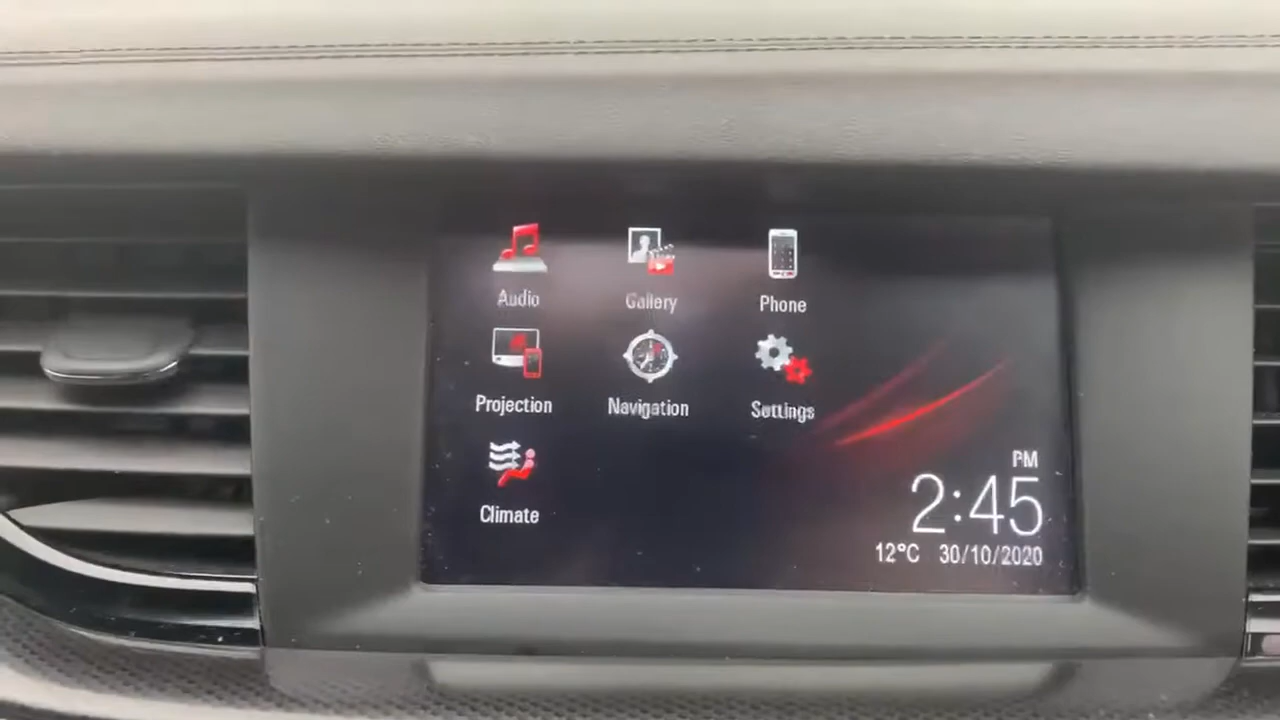 Audio Gallery Phone
Projection Navigation Settings
Climate
PM
2:45
12°C 30/10/2020